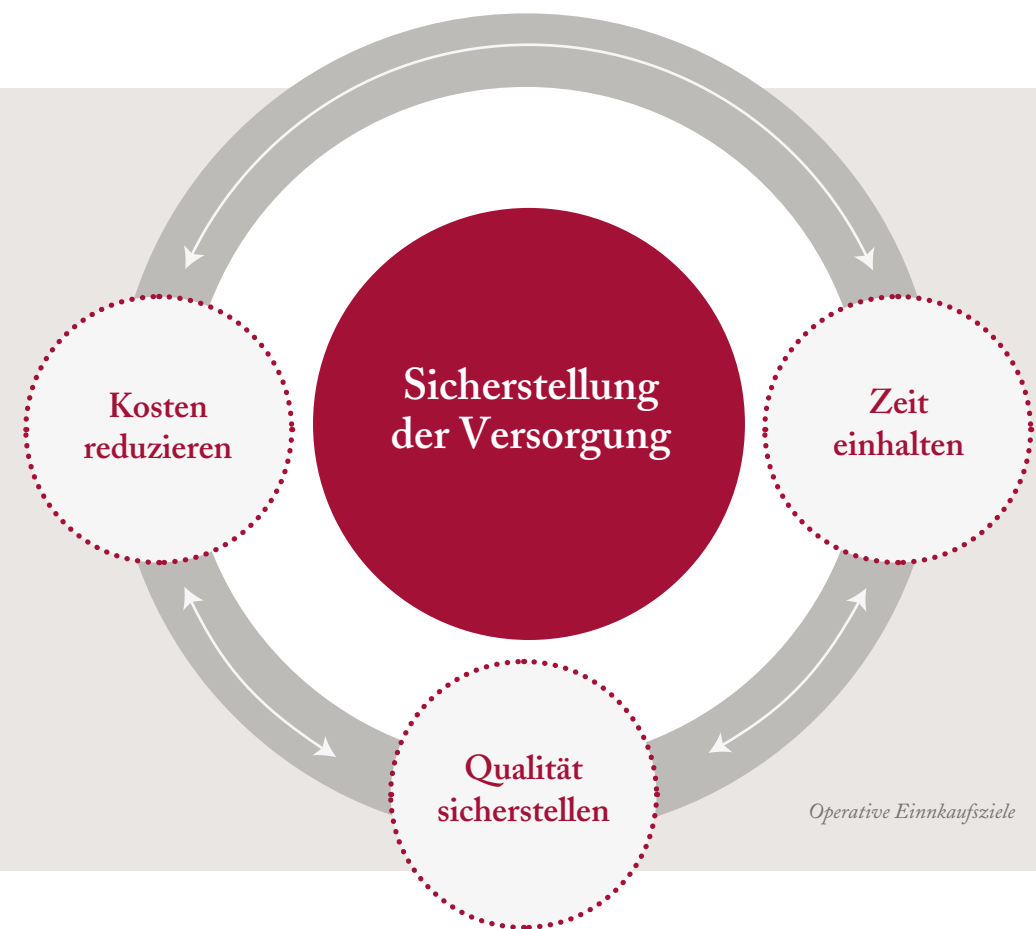 Sicherstellung
der Versorgung
Kosten
reduzieren
Zeit
einhalten
Qualität
sicherstellen
Operative Einnkaufsziele